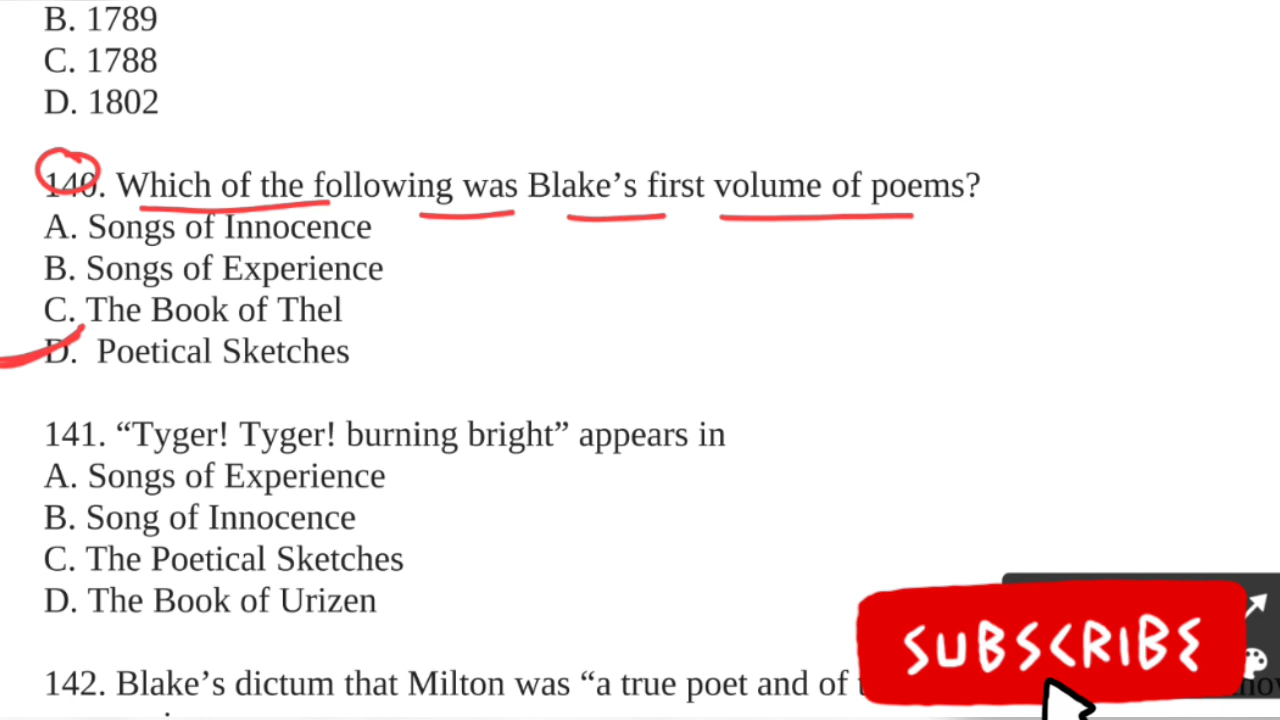 B. 1789
C. 1788
D. 1802
140. Which of the following was Blake’s first volume of poems?
A. Songs of Innocence
B. Songs of Experience
C. The Book of Thel
D. Poetical Sketches
141. “Tyger! Tyger! burning bright” appears in
A. Songs of Experience
B. Song of Innocence
C. The Poetical Sketches
D. The Book of Urizen
142. Blake’s dictum that Milton was “a true poet and of
SUBSCRIBE